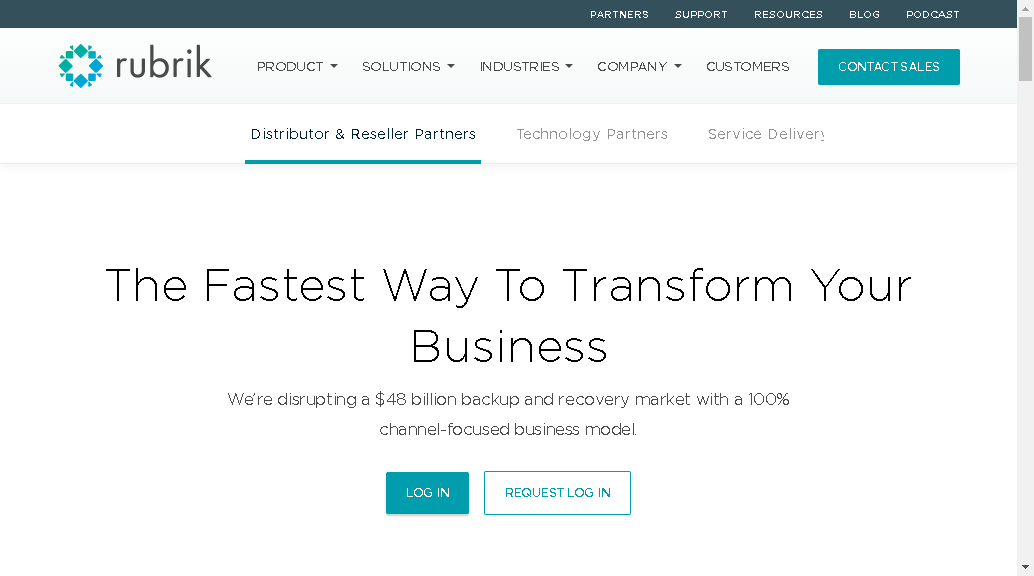 PARTNERS SUPPORT RESOURCES BLOG PODCAST
rubrik PRODUCT SOLUTIONS INDUSTRIES COMPANY CUSTOMERS CONTACT SALES
Distributor & Reseller Partners Technology Partners Service Delivery
The Fastest Way To Transform Your
Business
We're disrupting a $48 billion backup and recovery market with a 100%
channel-focused business model.
LOG IN REQUEST LOG IN